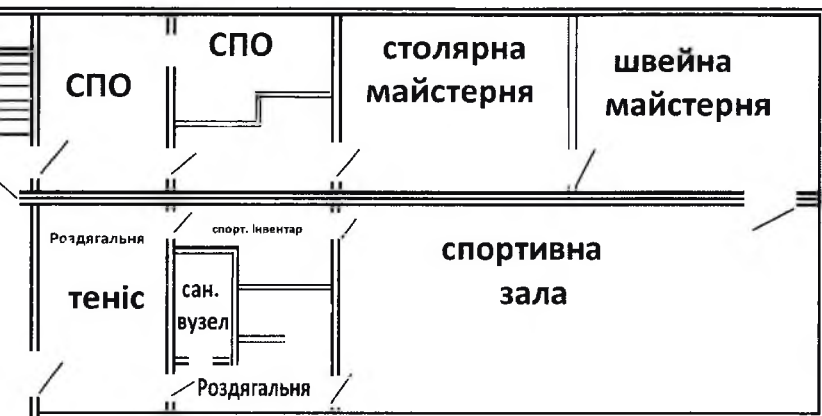 СПО
СПО
столярна
майстерня
швейна
майстерня
Роздягальня
теніс
спорт. Інвентар
сан.
вузел
Роздягальня
спортивна
зала